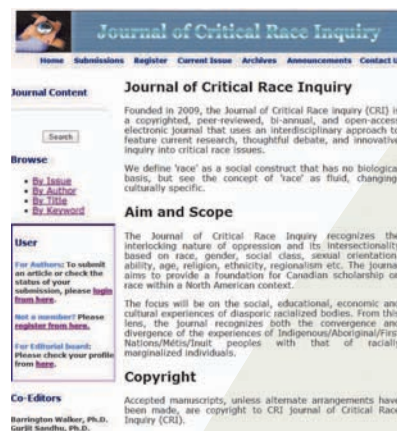 Journal of Critical Race Inquiry
Home Submissions Register Current Issue Archives Announcements Contact U
Journal Content
Search
Browse
By Issue
By Author
By Title
By Keyword
User
For Authors: To submit
an article or check the
status of your
submission, please login
from here.
Not a member? Please
register from here.
For Editorial board:
Please check your profile
from here.
Co-Editors
Barrington Walker, Ph.D.
Gurjit Sandhu, Ph.D.
Journal of Critical Race Inquiry
Founded in 2009, the Journal of Critical Race inquiry (CRI) is
a copyrighted, peer-reviewed, bi-annual, and open-access
electronic journal that uses an interdisciplinary approach to
feature current research, thoughtful debate, and innovative
inquiry into critical race issues.
We define 'race' as a social construct that has no biological
basis, but see the concept of 'race' as fluid, changing,
culturally specific.
Aim and Scope
The Journal of Critical Race Inquiry recognizes the
interlocking nature of oppression and its intersectionality
based on race, gender, social class, sexual orientation,
ability, age, religion, ethnicity, regionalism etc. The journal
aims to provide a foundation for Canadian scholarship on
race within a North American context.
The focus will be on the social, educational, economic and
cultural experiences of diasporic racialized bodies. From this
lens, the journal recognizes both the convergence and
divergence of the experiences of Indigenous/Aboriginal/First
Nations/Métis/Inuit peoples with that of racially
marginalized individuals.
Copyright
Accepted manuscripts, unless alternate arrangements have
been made, are copyright to CRI journal of Critical Race
Inquiry (CRI).